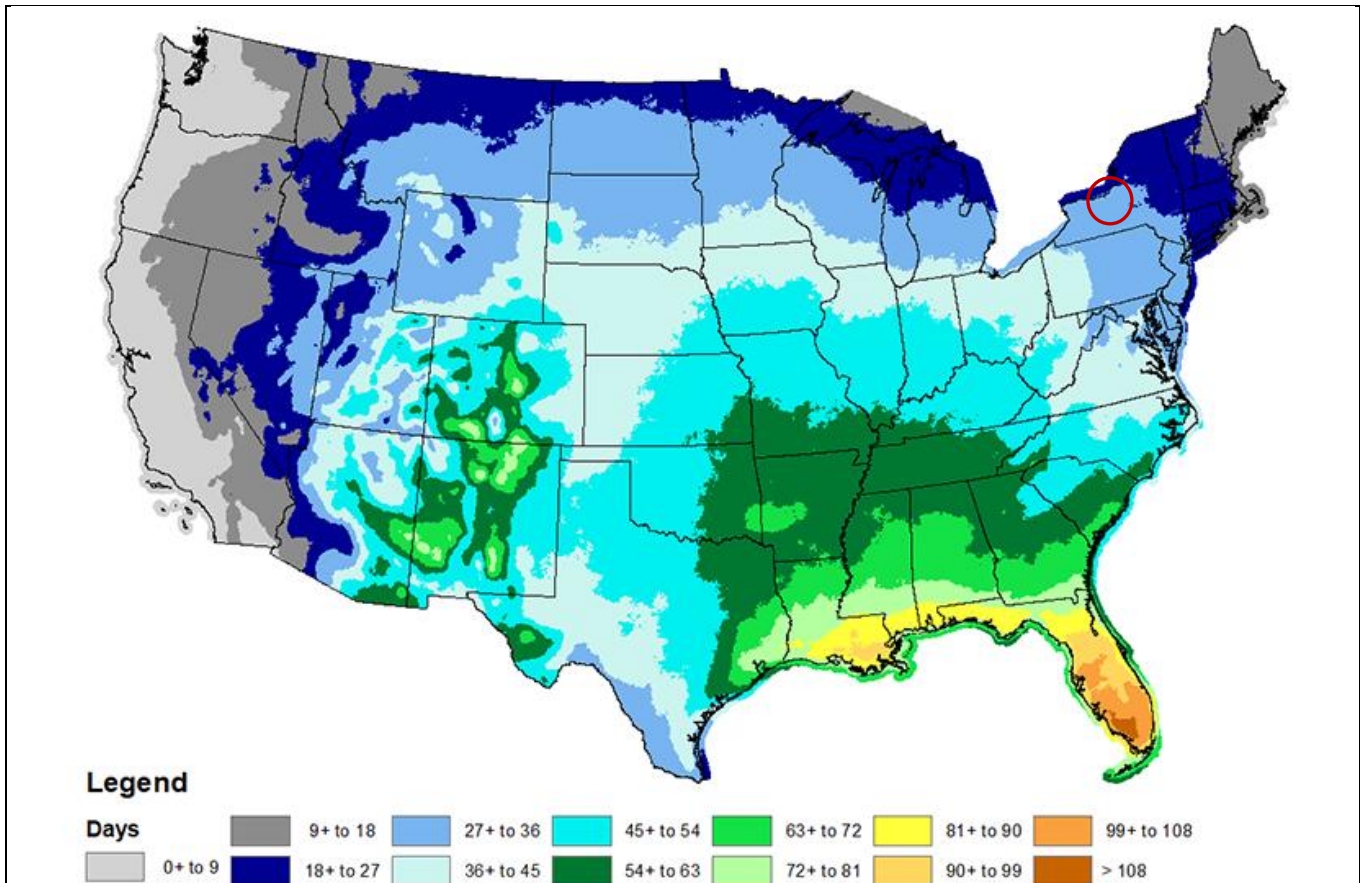 Legend
Days 9+ to 18 27+ to 36 45+ to 54 63+ to 72 81+ to 90 99+ to 108
0+ to 9 18+ to 27 36+ to 45 54+ to 63 72+ to 81 90+ to 99 > 108